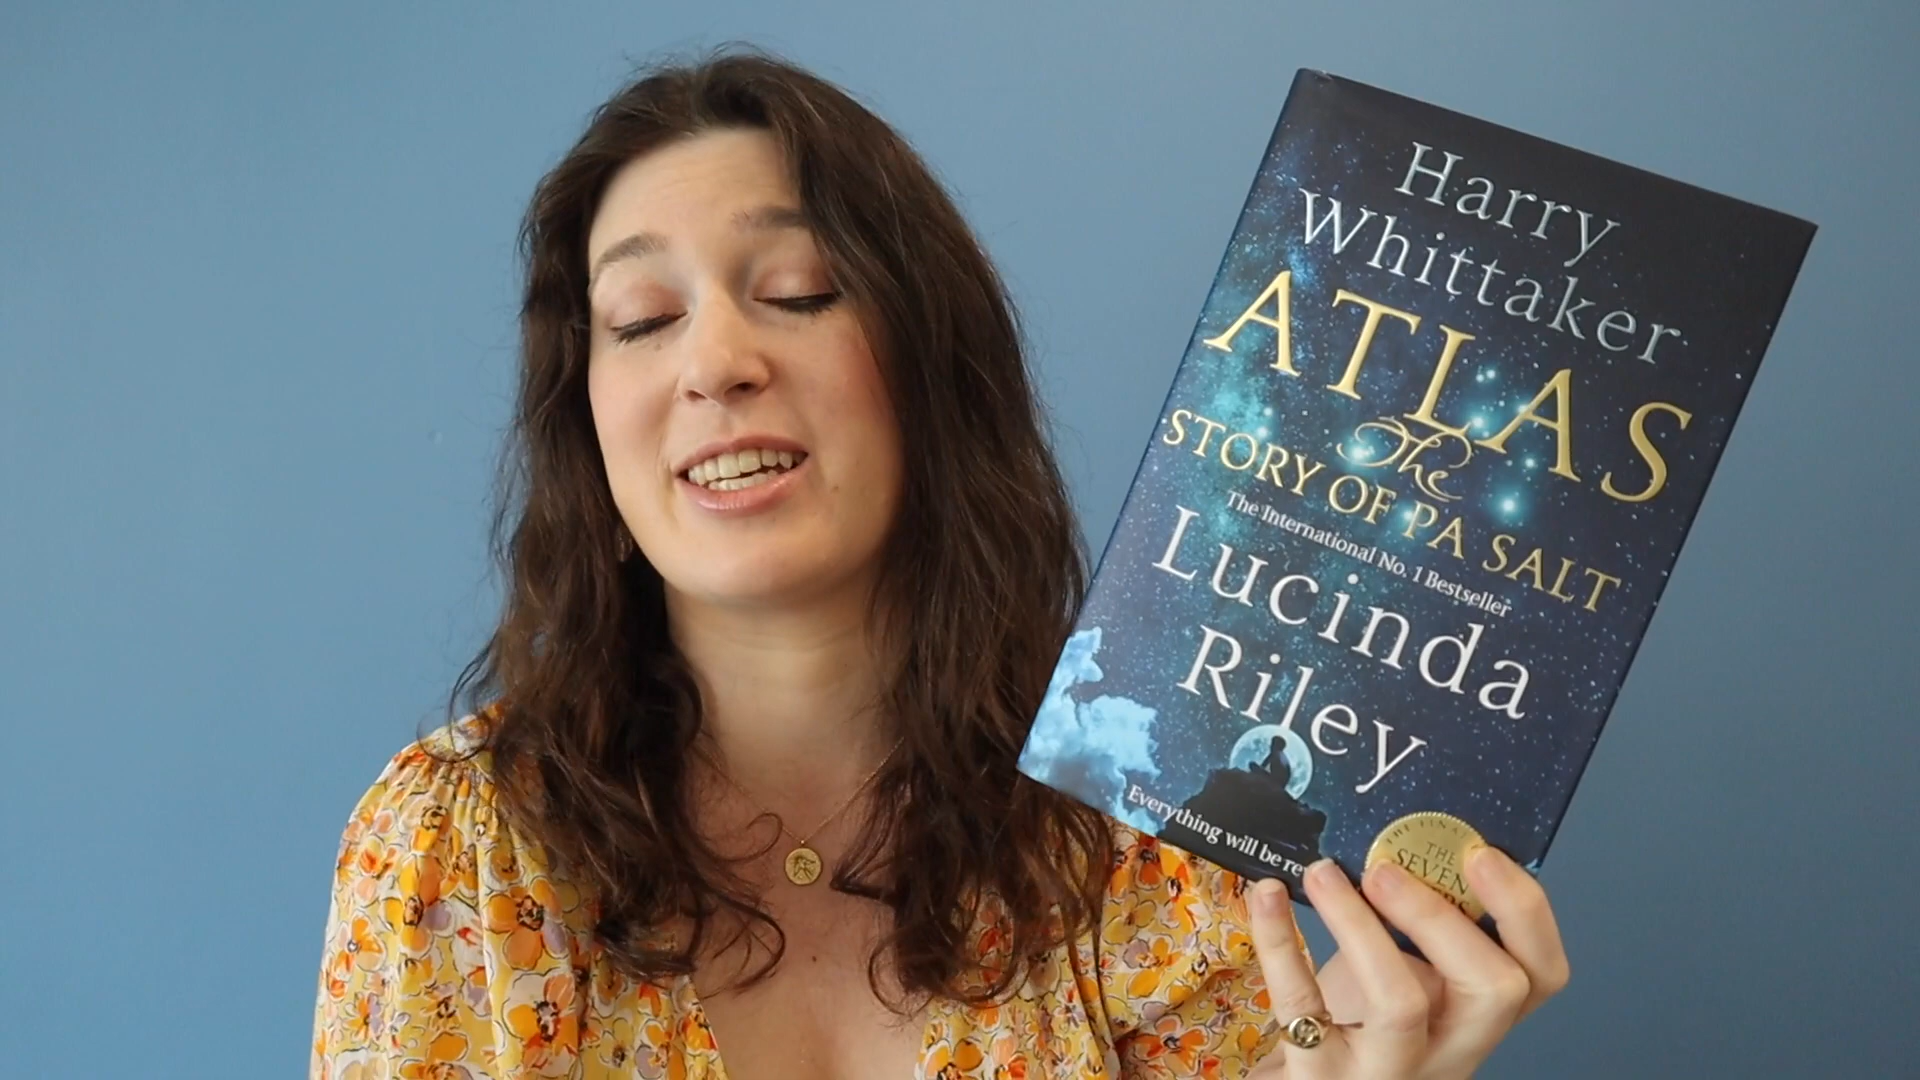 Harry
Whittaker
ATLAS
The
STORY OF PA SALT
The International No. 1 Bestseller
Lucinda
Riley
Everything will be
THE
SEVEN